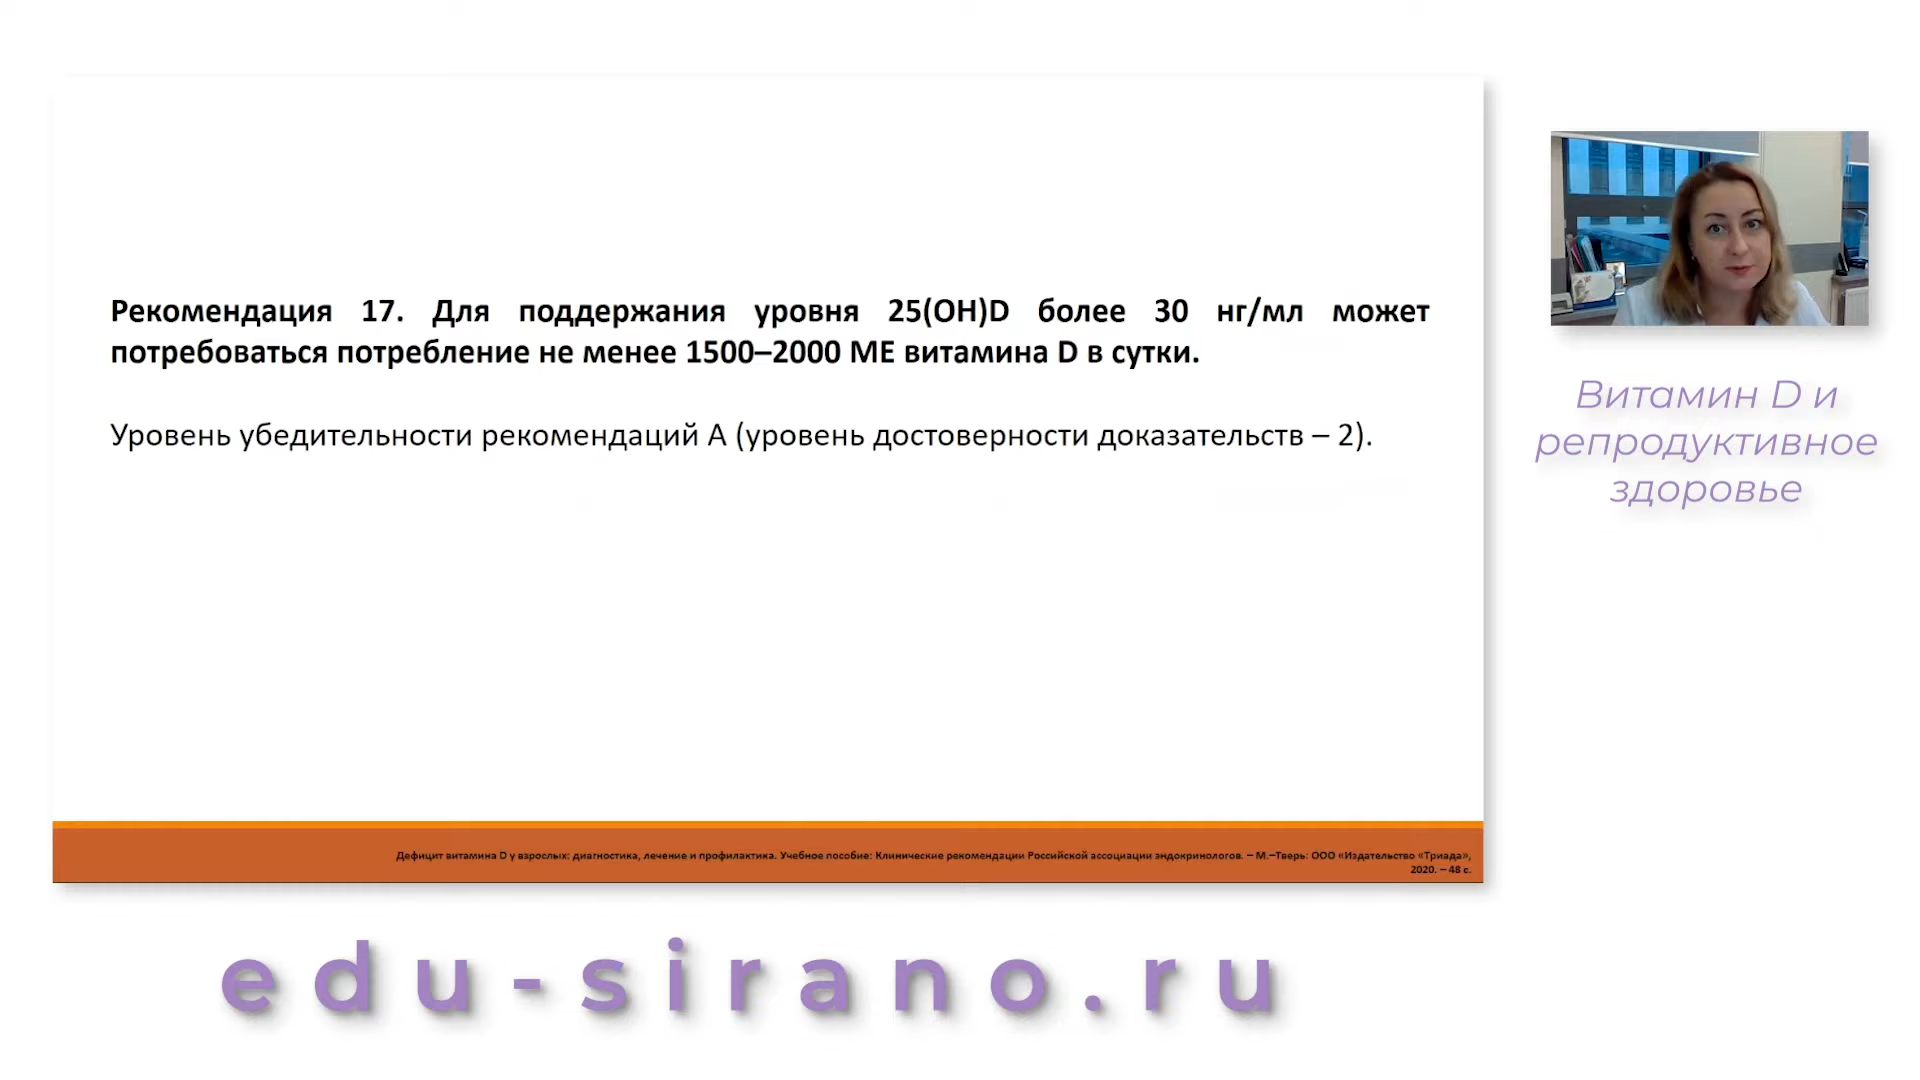 Рекомендация 17. Для поддержания уровня 25(ОН)D более 30 нг/мл может
потребоваться потребление не менее 1500–2000 МЕ витамина D в сутки.
Уровень убедительности рекомендаций А (уровень достоверности доказательств – 2).
Дефицит витамина D у взрослых: диагностика, лечение и профилактика. Учебное пособие: Клинические рекомендации Российской ассоциации эндокринологов. – М.–Тверь: ООО «Издательство «Триада»,
2020. – 48 с.
Витамин D и
репродуктивное
здоровье
edu-sirano.ru